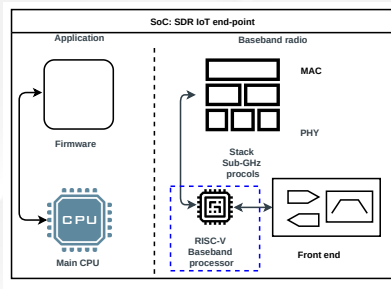 SoC: SDR IoT end-point
Application
Baseband radio
MAC
PHY
Firmware
Stack
Sub-GHz
procols
CPU
RISC-V
Baseband
processor
Main CPU
Front end